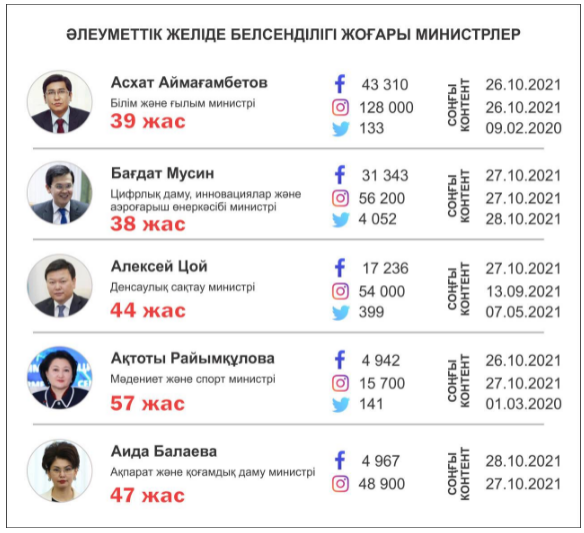 ӘЛЕУМЕТТІК ЖЕЛІДЕ БЕЛСЕНДІЛІГІ ЖОҒАРЫ МИНИСТРЛЕР
Асхат Аймағамбетов
Білім және ғылым министрі
39 жас
43 310
128 000
133
СОҢҒЫ
КОНТЕНТ
26.10.2021
26.10.2021
09.02.2020
Бағдат Мусин
Цифрлық даму, инновациялар және
аэроғарыш өнеркәсібі министрі
38 жас
31 343
56 200
4 052
СОҢҒЫ
КОНТЕНТ
27.10.2021
27.10.2021
28.10.2021
Алексей Цой
Денсаулық сақтау министрі
44 жас
17 236
54 000
399
СОҢҒЫ
КОНТЕНТ
27.10.2021
13.09.2021
07.05.2021
Ақтоты Райымқұлова
Мәдениет және спорт министрі
57 жас
4 942
15 700
141
СОҢҒЫ
КОНТЕНТ
26.10.2021
27.10.2021
01.03.2020
Аида Балаева
Ақпарат және қоғамдық даму министрі
47 жас
4 967
48 900
СОҢҒЫ
КОНТЕНТ
28.10.2021
27.10.2021